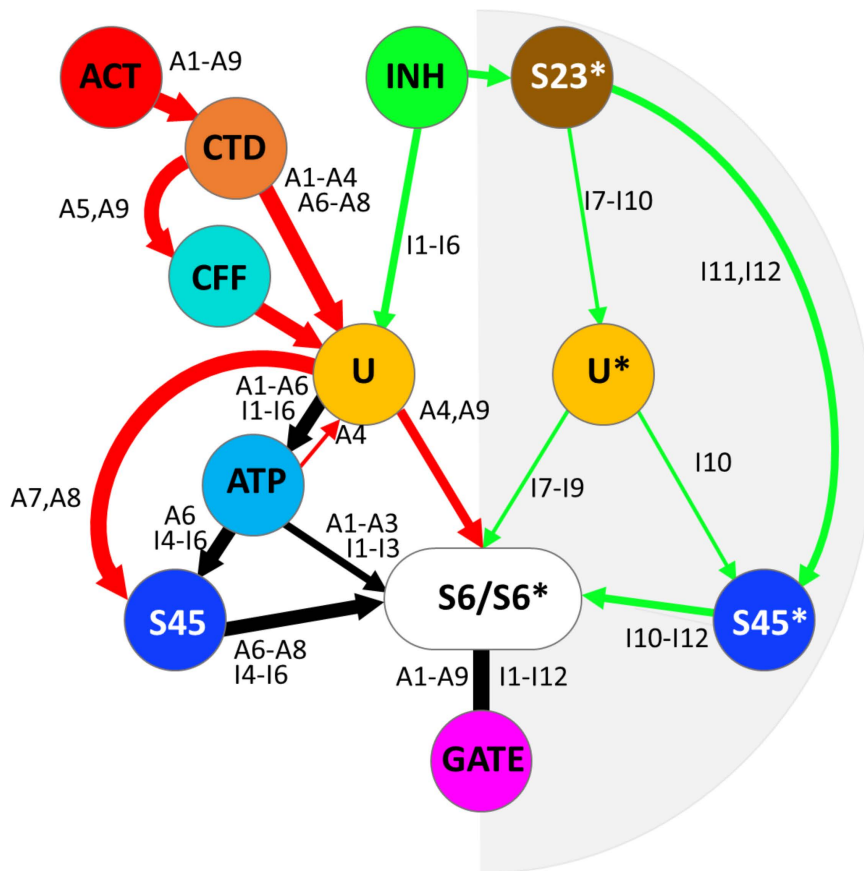 ACT
A1-A9
INH
S23*
CTD
A1-A4
A6-A8
A5,A9
I7-I10
CFF
I1-I6
I11,I12
U
U*
A1-A6
I1-I6
A4
A4,A9
ATP
I7-I9
I10
A7,A8
A6
I4-I6
A1-A3
I1-I3
S45
S6/S6*
S45*
A6-A8
I4-I6
I10-I12
A1-A9
I1-I12
GATE